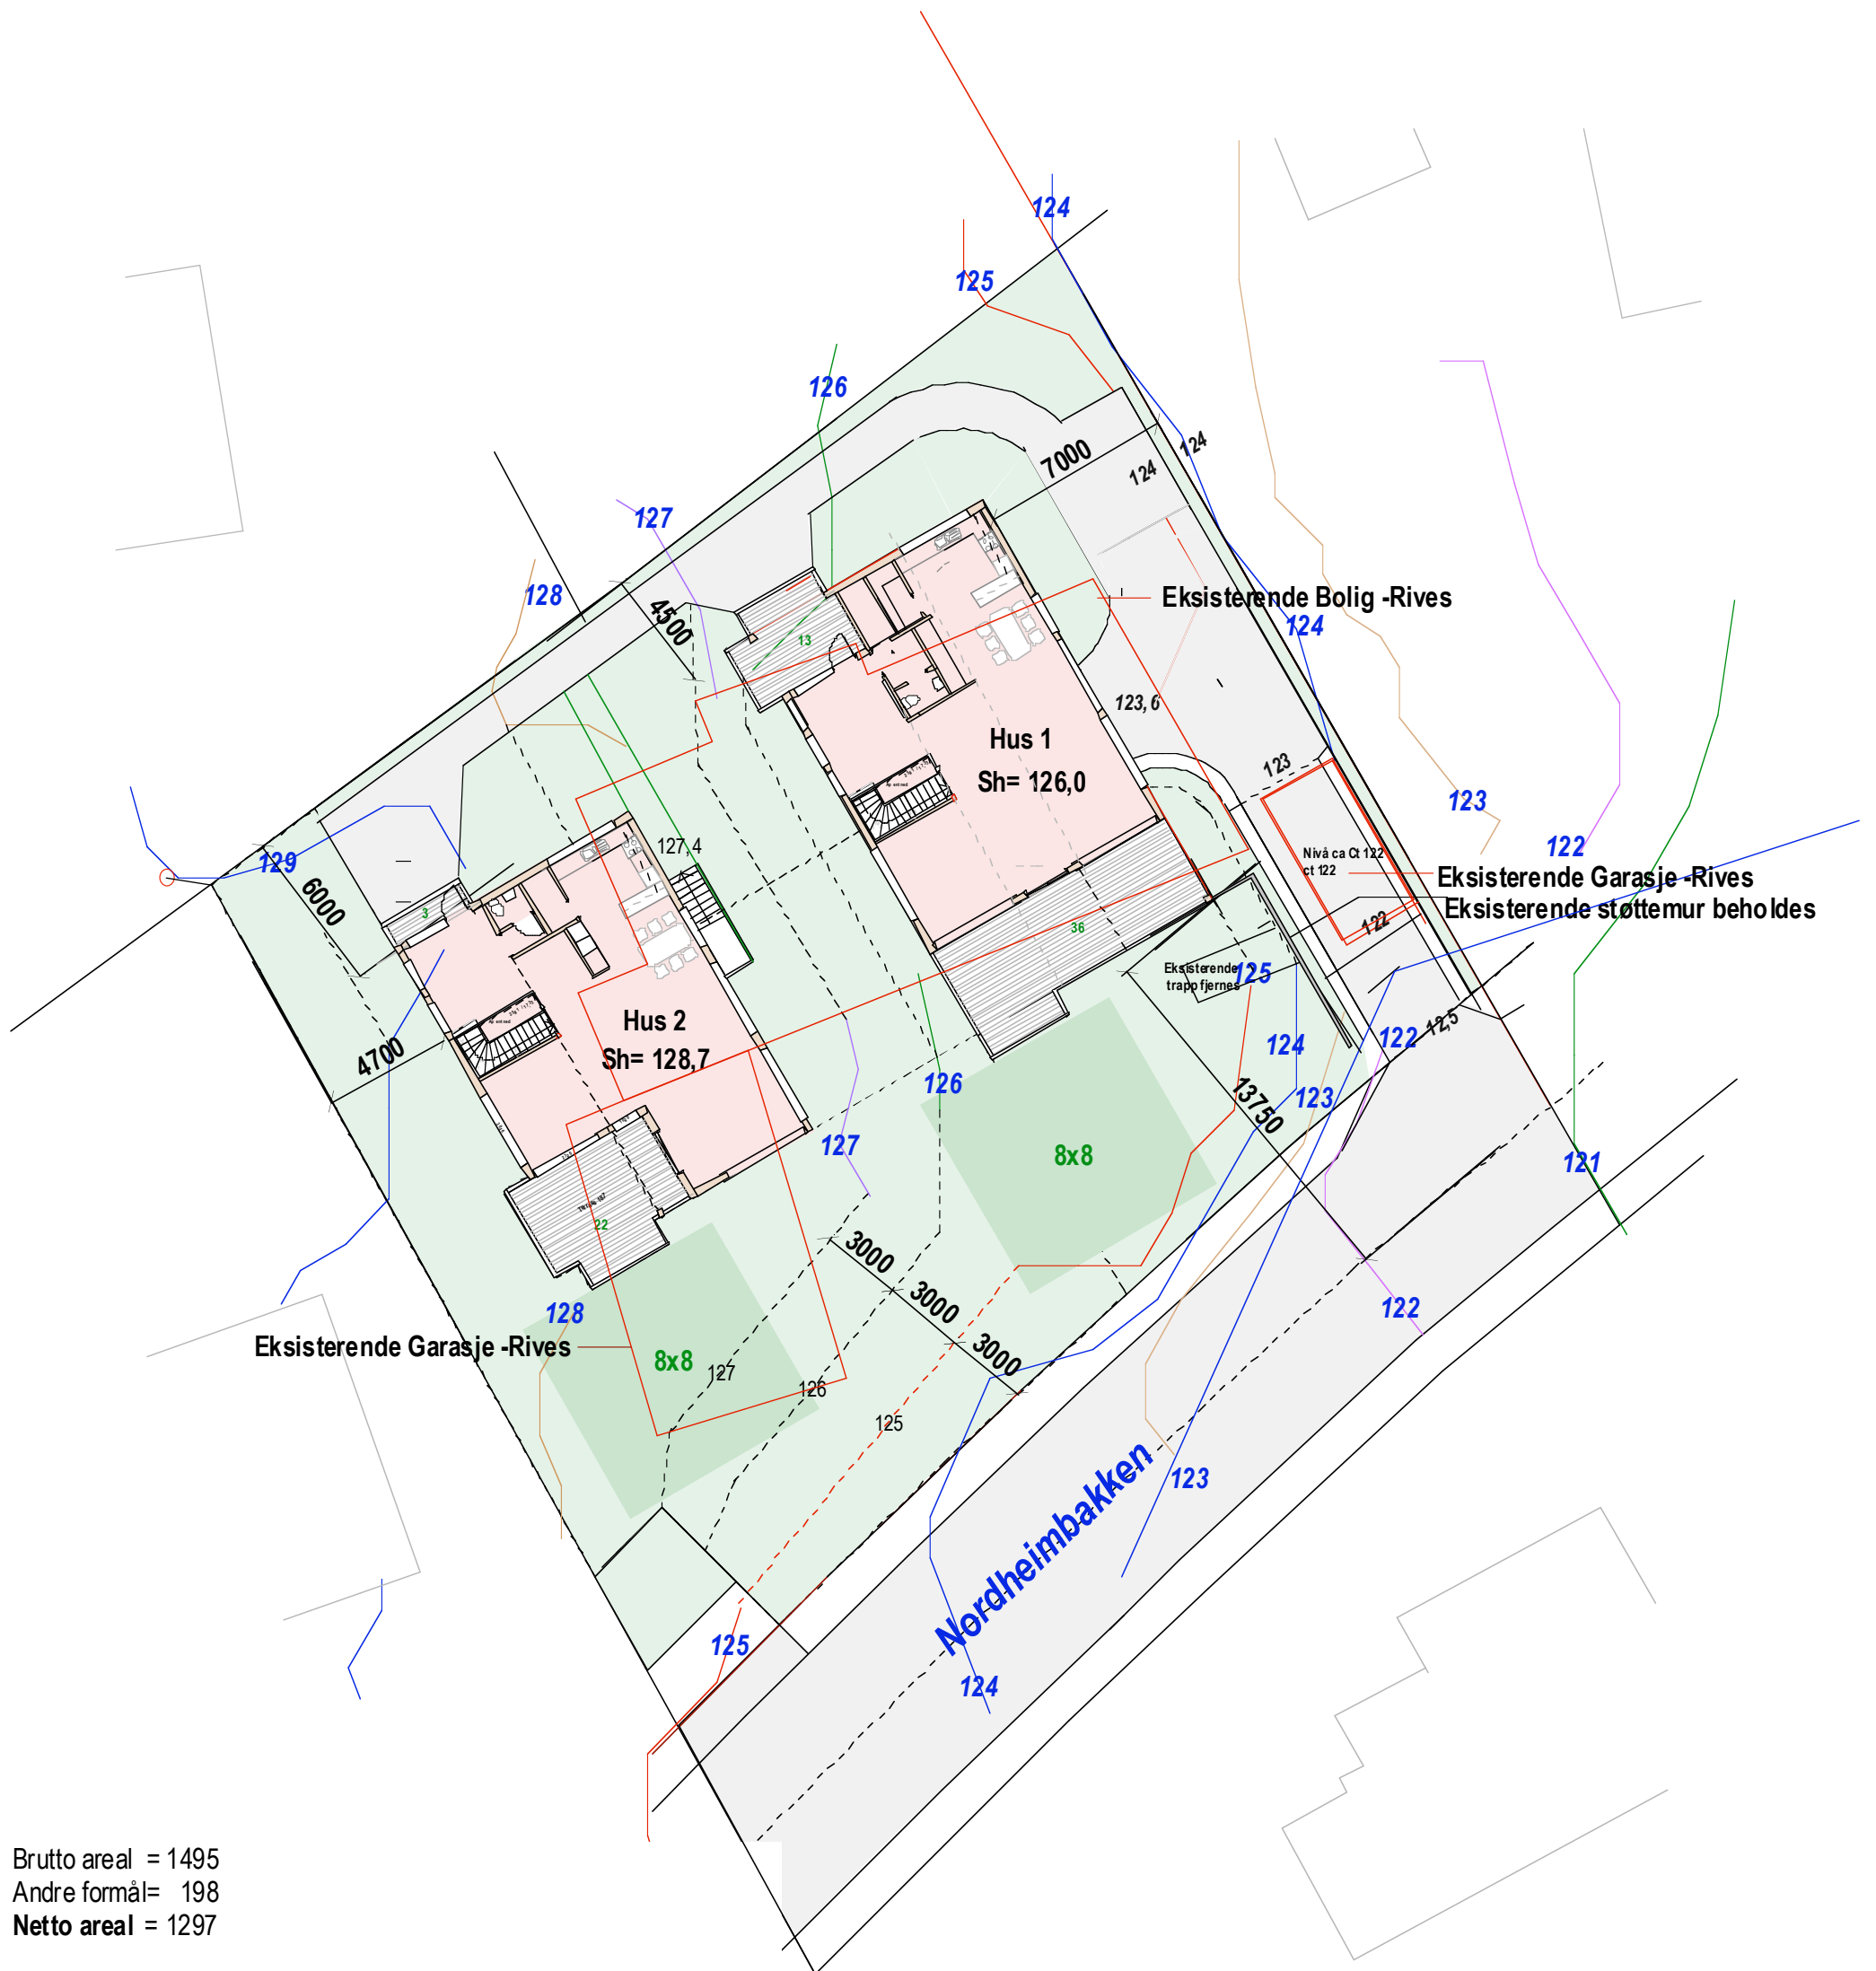 124
125
126
7000
124
124
127
128
4500
Eksisterende Bolig -Rives
124
13
123,6
Hus 1
Sh= 126,0
123
123
127,4
122
Nivå ca Ct 122
ct 122
129
6000
Eksisterende Garasje -Rives
Eksisterende støttemur beholdes
3
36
122
Eksisterende
trapp fjernes
125
Hus 2
Sh= 128,7
12,5
124
122
4700
126
123
13750
127
8x8
121
22
3000
3000
3000
128
122
Eksisterende Garasje -Rives
8x8
127
126
125
Nordheimbakken
123
125
124
Brutto areal = 1495
Andre formål= 198
Netto areal = 1297